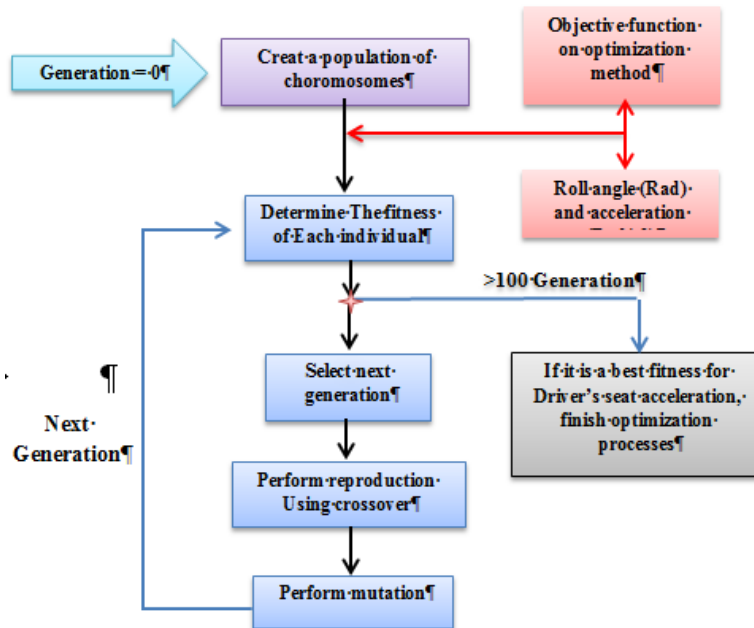 Generation = 0¶
Creat a population of
choromosomes¶
Objective function
on optimization
method¶
Roll angle (Rad)
and acceleration
Determine The fitness
of Each individual¶
>100 Generation¶
¶
Next
Generation¶
Select next
generation¶
If it is a best fitness for
Driver's seat acceleration,
finish optimization
processes¶
Perform reproduction
Using crossover¶
Perform mutation¶